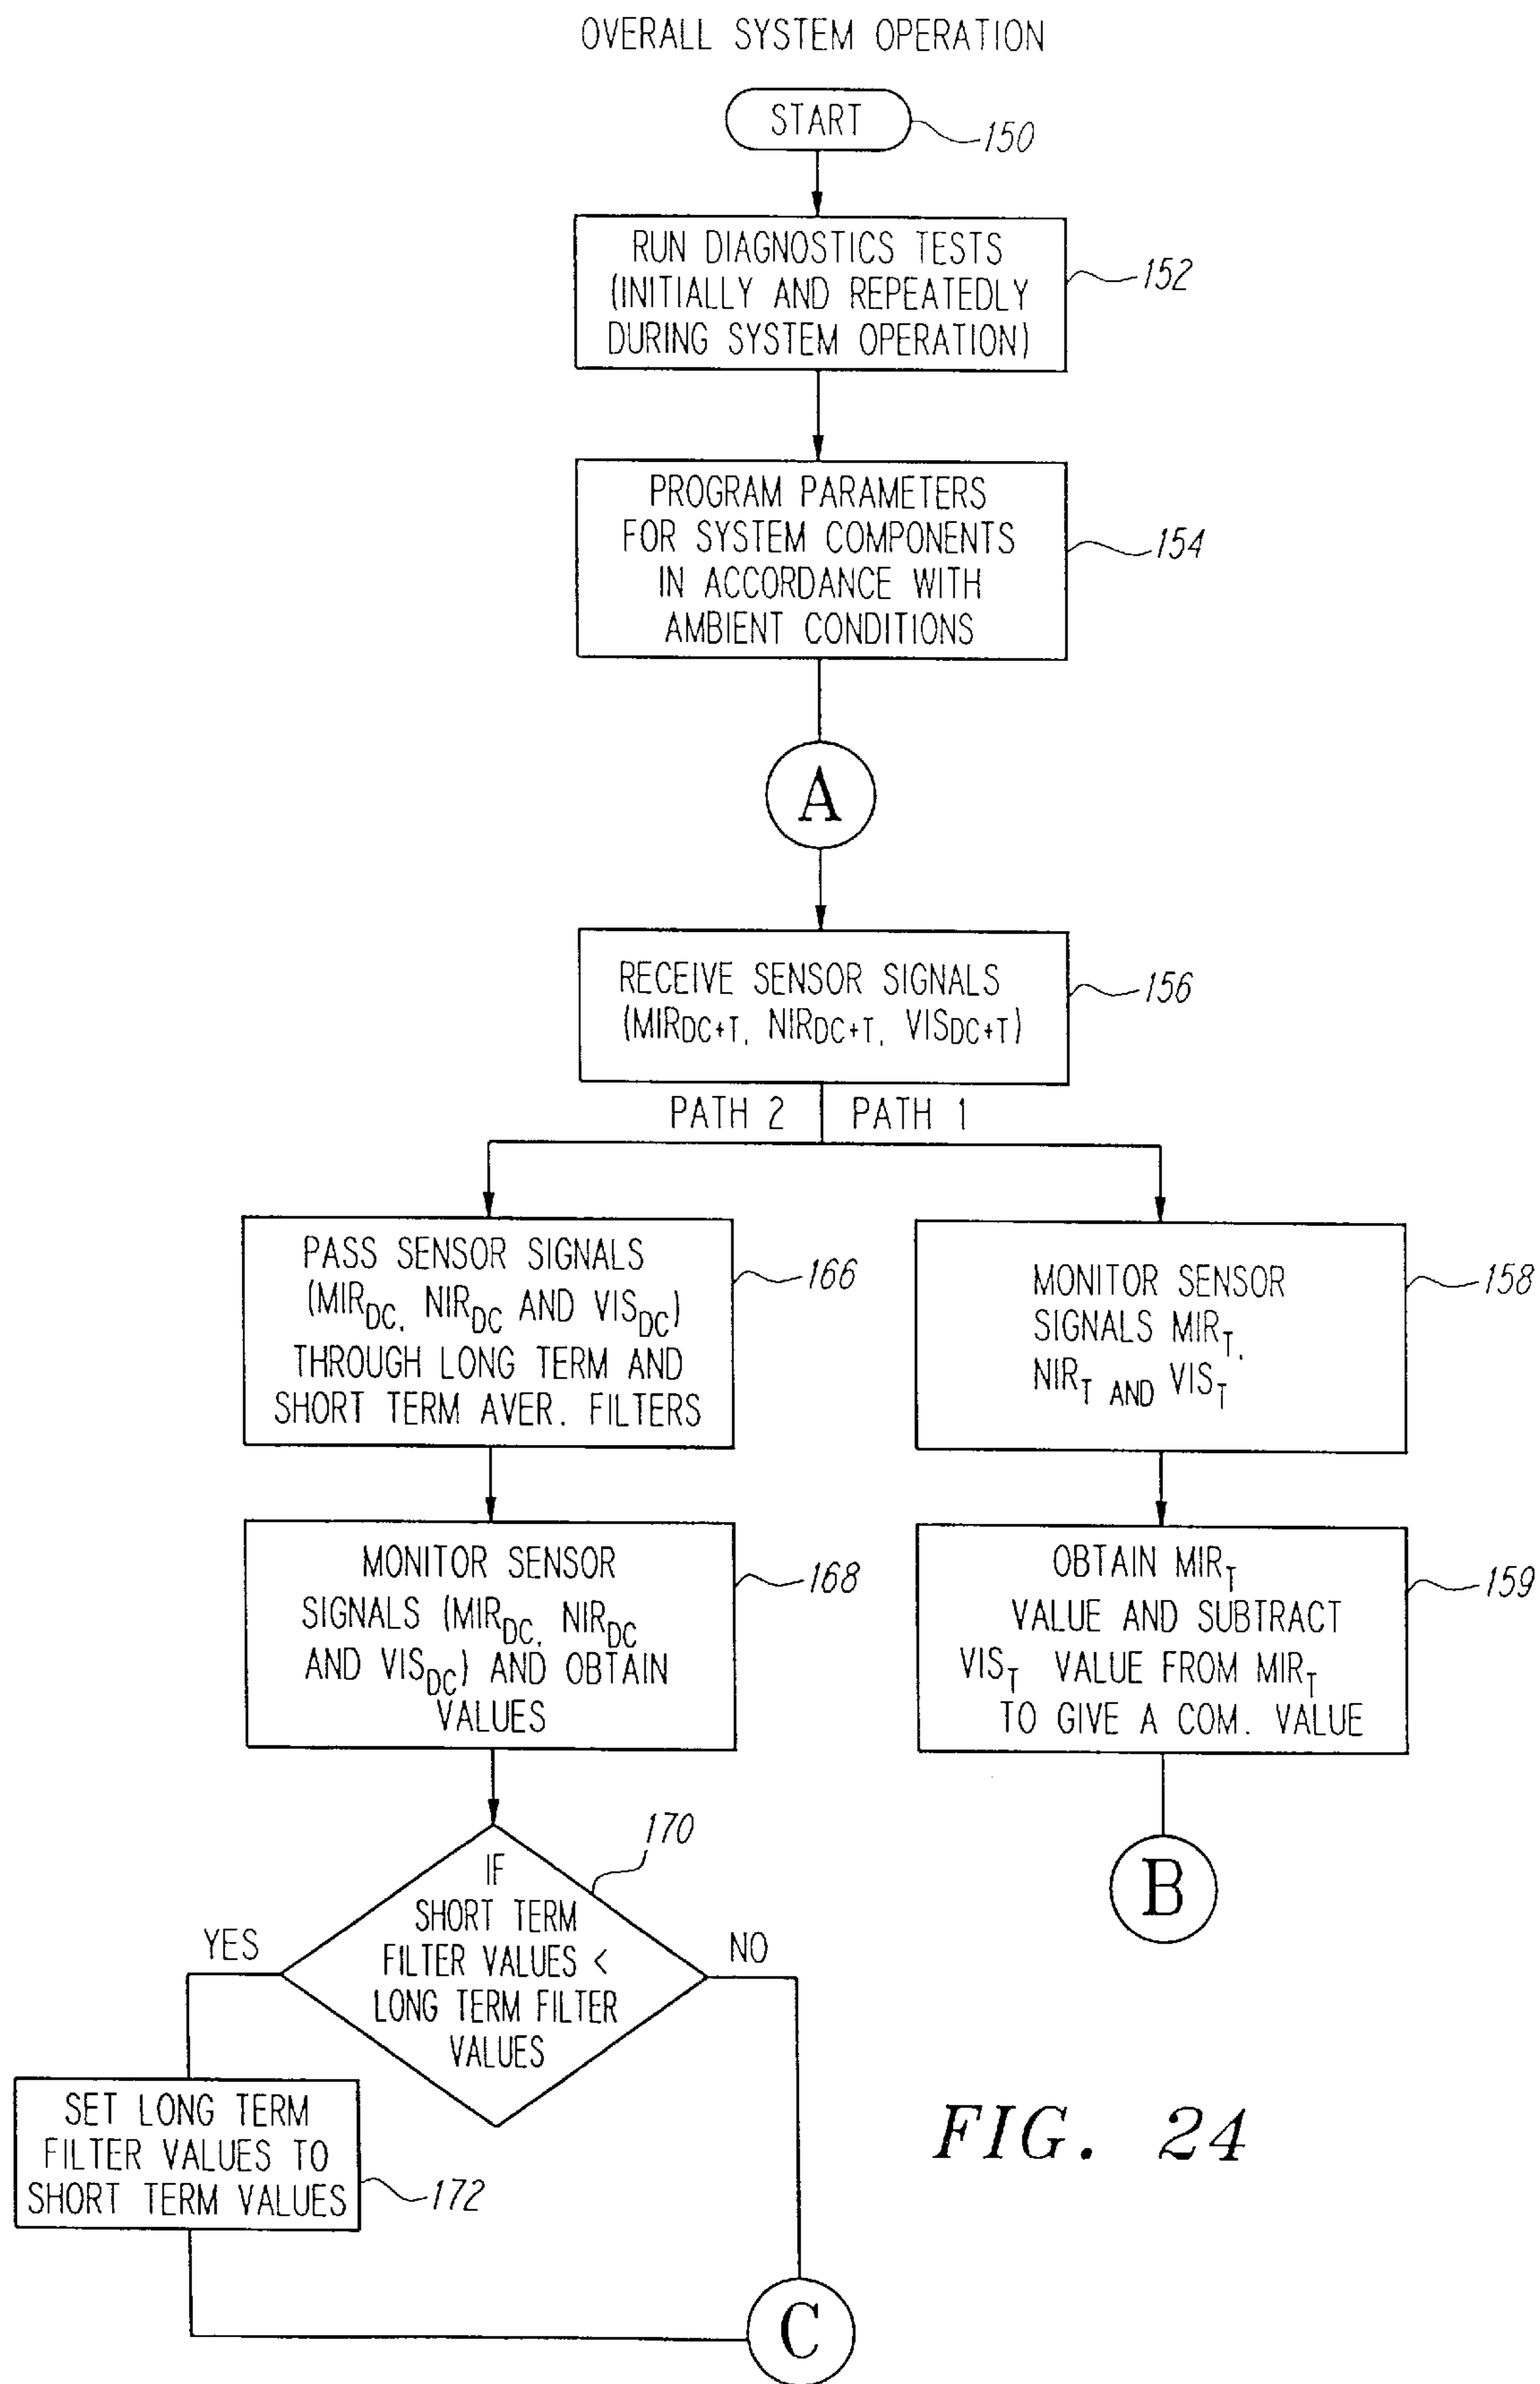 OVERALL SYSTEM OPERATION
START
150
RUN DIAGNOSTICS TESTS
(INITIALLY AND REPEATEDLY
DURING SYSTEM OPERATION)
152
PROGRAM PARAMETERS
FOR SYSTEM COMPONENTS
IN ACCORDANCE WITH
AMBIENT CONDITIONS
154
A
RECEIVE SENSOR SIGNALS
(MIRDC+T, NIRDC+T, VISDC+T)
156
PATH 2
PATH 1
PASS SENSOR SIGNALS
(MIRDC, NIRDC AND VISDC)
THROUGH LONG TERM AND
SHORT TERM AVER. FILTERS
166
MONITOR SENSOR
SIGNALS MIRT,
NIRT AND VIST
158
MONITOR SENSOR
SIGNALS (MIRDC, NIRDC
AND VISDC) AND OBTAIN
VALUES
168
OBTAIN MIRT
VALUE AND SUBTRACT
VIST VALUE FROM MIRT
TO GIVE A COM. VALUE
159
B
IF
SHORT TERM
FILTER VALUES <
LONG TERM FILTER
VALUES
170
YES
NO
SET LONG TERM
FILTER VALUES TO
SHORT TERM VALUES
172
C
FIG. 24